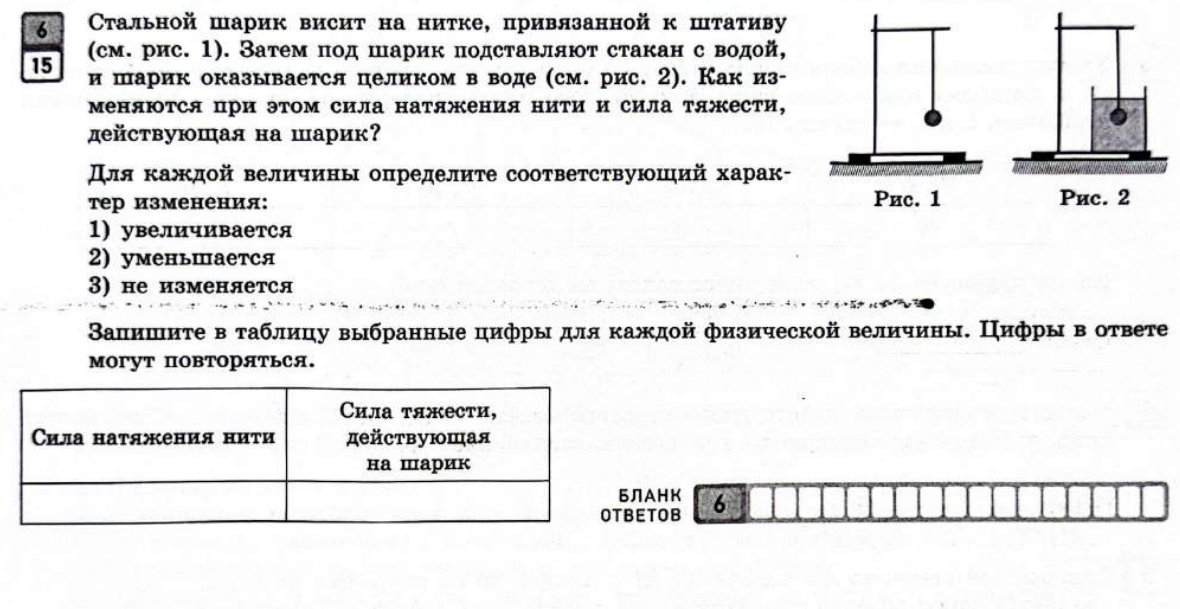 6
15
Стальной шарик висит на нитке, привязанной к штативу
(см. рис. 1). Затем под шарик подставляют стакан с водой,
и шарик оказывается целиком в воде (см. рис. 2). Как из-
меняются при этом сила натяжения нити и сила тяжести,
действующая на шарик?
Для каждой величины определите соответствующий харак-
тер изменения:
1) увеличивается
2) уменьшается
3) не изменяется
Рис. 1
Рис. 2
Запишите в таблицу выбранные цифры для каждой физической величины. Цифры в ответе
могут повторяться.
Сила натяжения нити
Сила тяжести,
действующая
на шарик
БЛАНК
ОТВЕТОВ
6